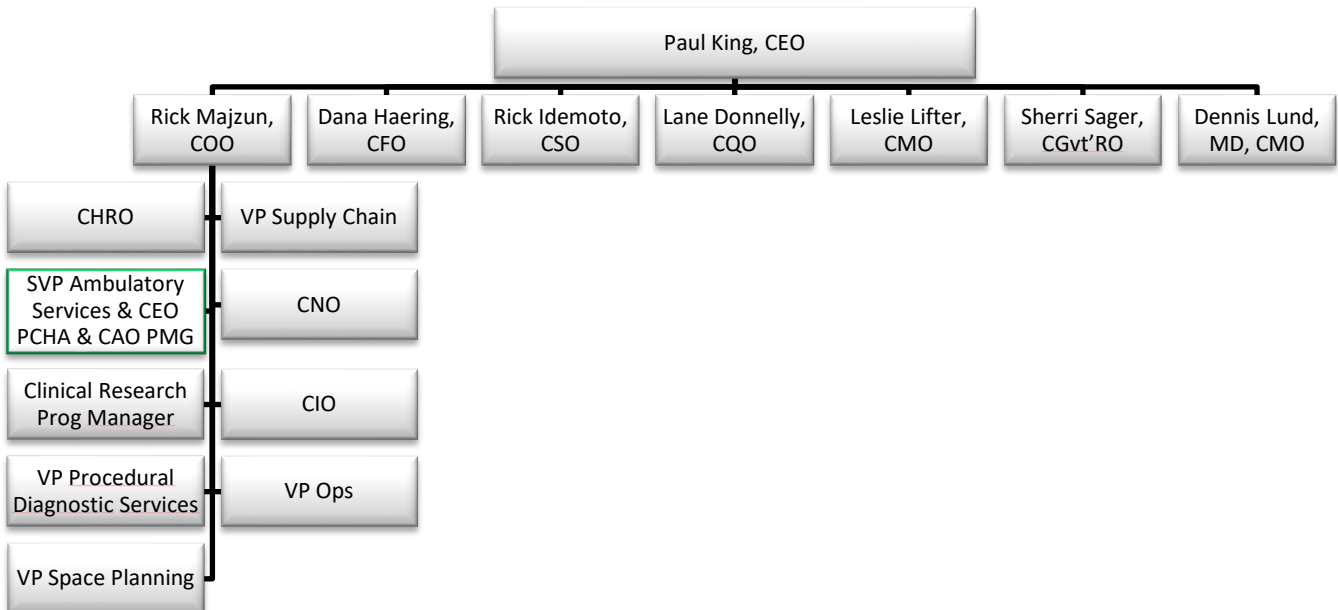 Paul King, CEO
Rick Majzun,
COO
Dana Haering,
CFO
Rick Idemoto,
CSO
Lane Donnelly,
CQO
Leslie Lifter,
CMO
Sherri Sager,
CGvt’RO
Dennis Lund,
MD, CMO
CHRO
VP Supply Chain
SVP Ambulatory
Services & CEO
PCHA & CAO PMG
CNO
Clinical Research
Prog Manager
CIO
VP Procedural
Diagnostic Services
VP Ops
VP Space Planning